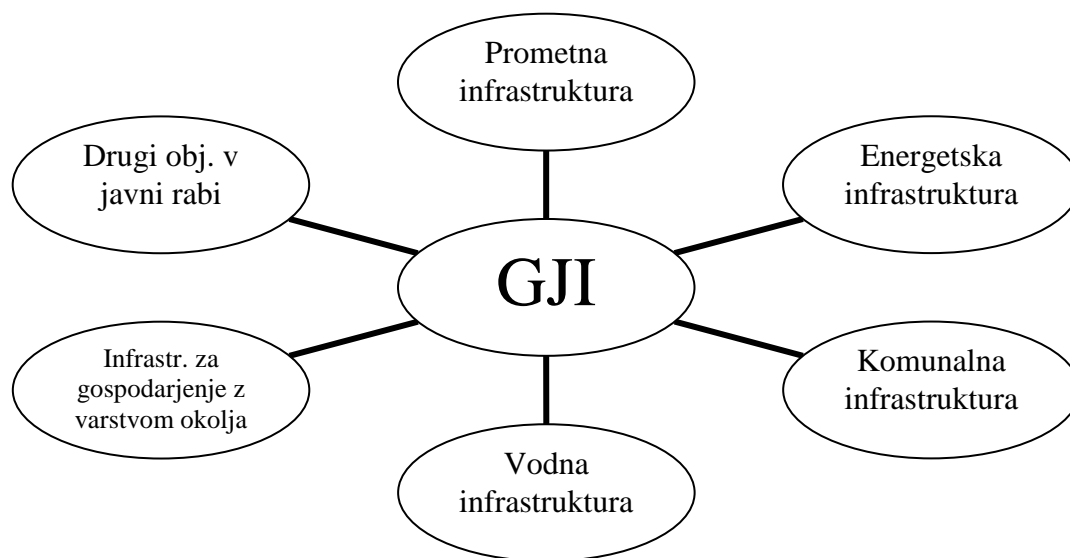 Prometna
infrastruktura
Drugi obj. v
javni rabi
Energetska
infrastruktura
GJI
Infrastr. za
gospodarjenje z
varstvom okolja
Komunalna
infrastruktura
Vodna
infrastruktura